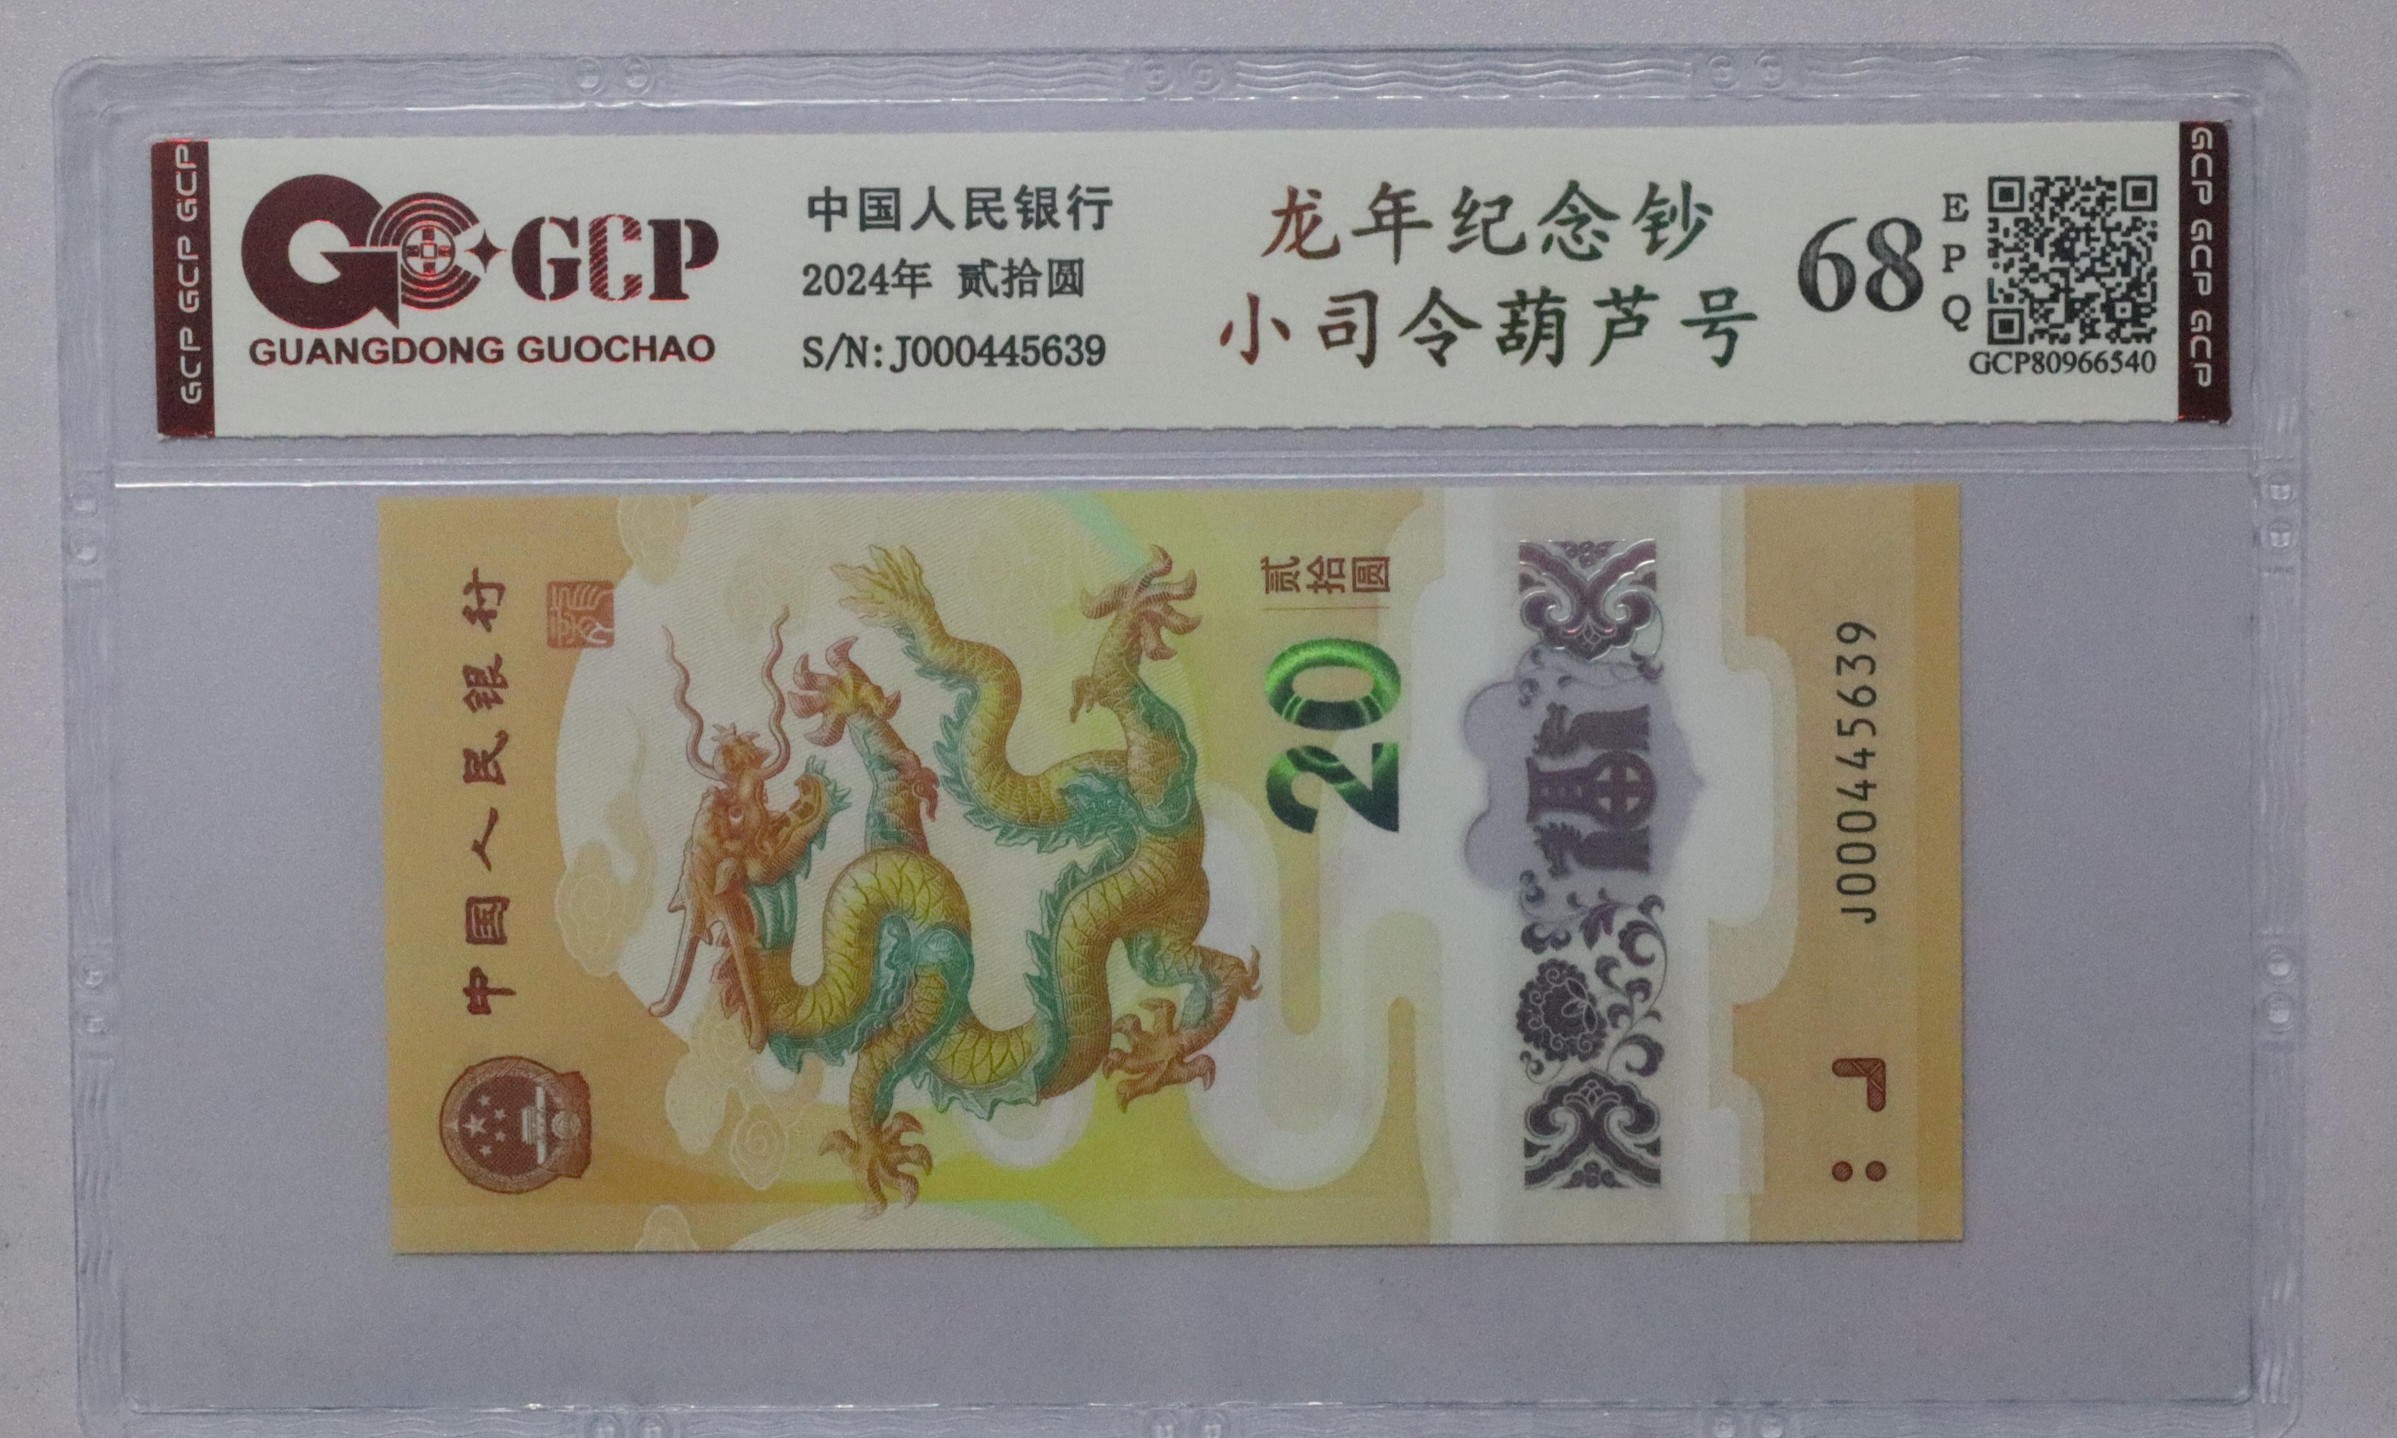 GCP GCP GCP
GCP
GUANGDONG GUOCHAO
中国人民银行
2024年 贰拾圆
S/N: J000445639
龙年纪念钞
小司令葫芦号
68
EPQ
GCP80966540
GCP GCP GCP
中国人民银行
贰拾圆
20
福
J000445639